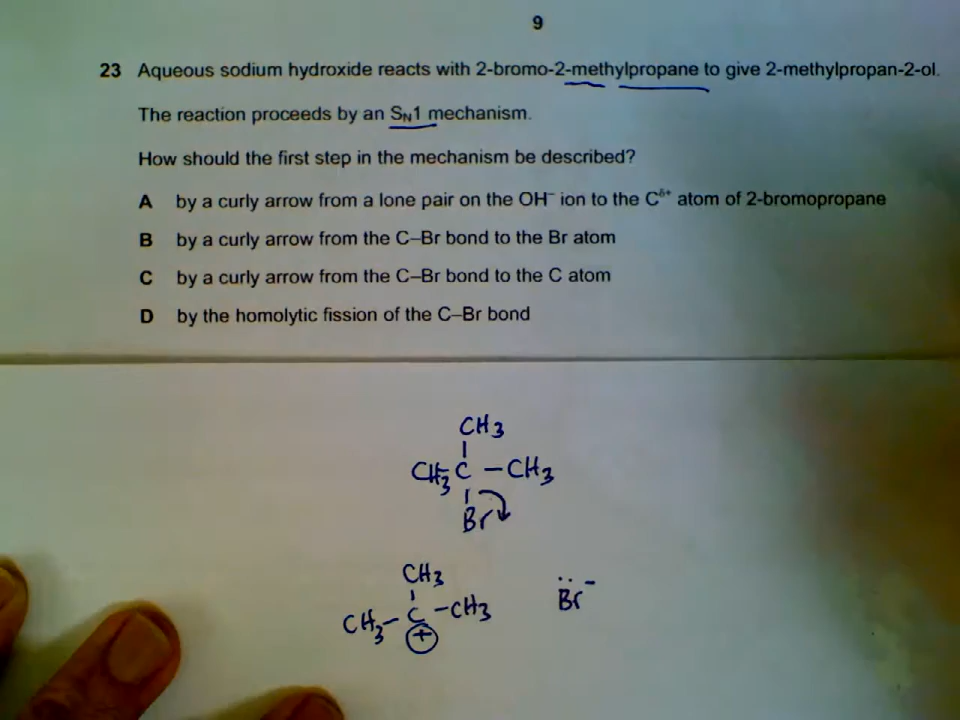 9
23 Aqueous sodium hydroxide reacts with 2-bromo-2-methylpropane to give 2-methylpropan-2-ol.
The reaction proceeds by an SN1 mechanism.
How should the first step in the mechanism be described?
A by a curly arrow from a lone pair on the OH⁻ ion to the Cᵟ⁺ atom of 2-bromopropane
B by a curly arrow from the C–Br bond to the Br atom
C by a curly arrow from the C–Br bond to the C atom
D by the homolytic fission of the C–Br bond
CH3
CH3 C – CH3
Br
CH3
CH3 – C – CH3
+
Br⁻